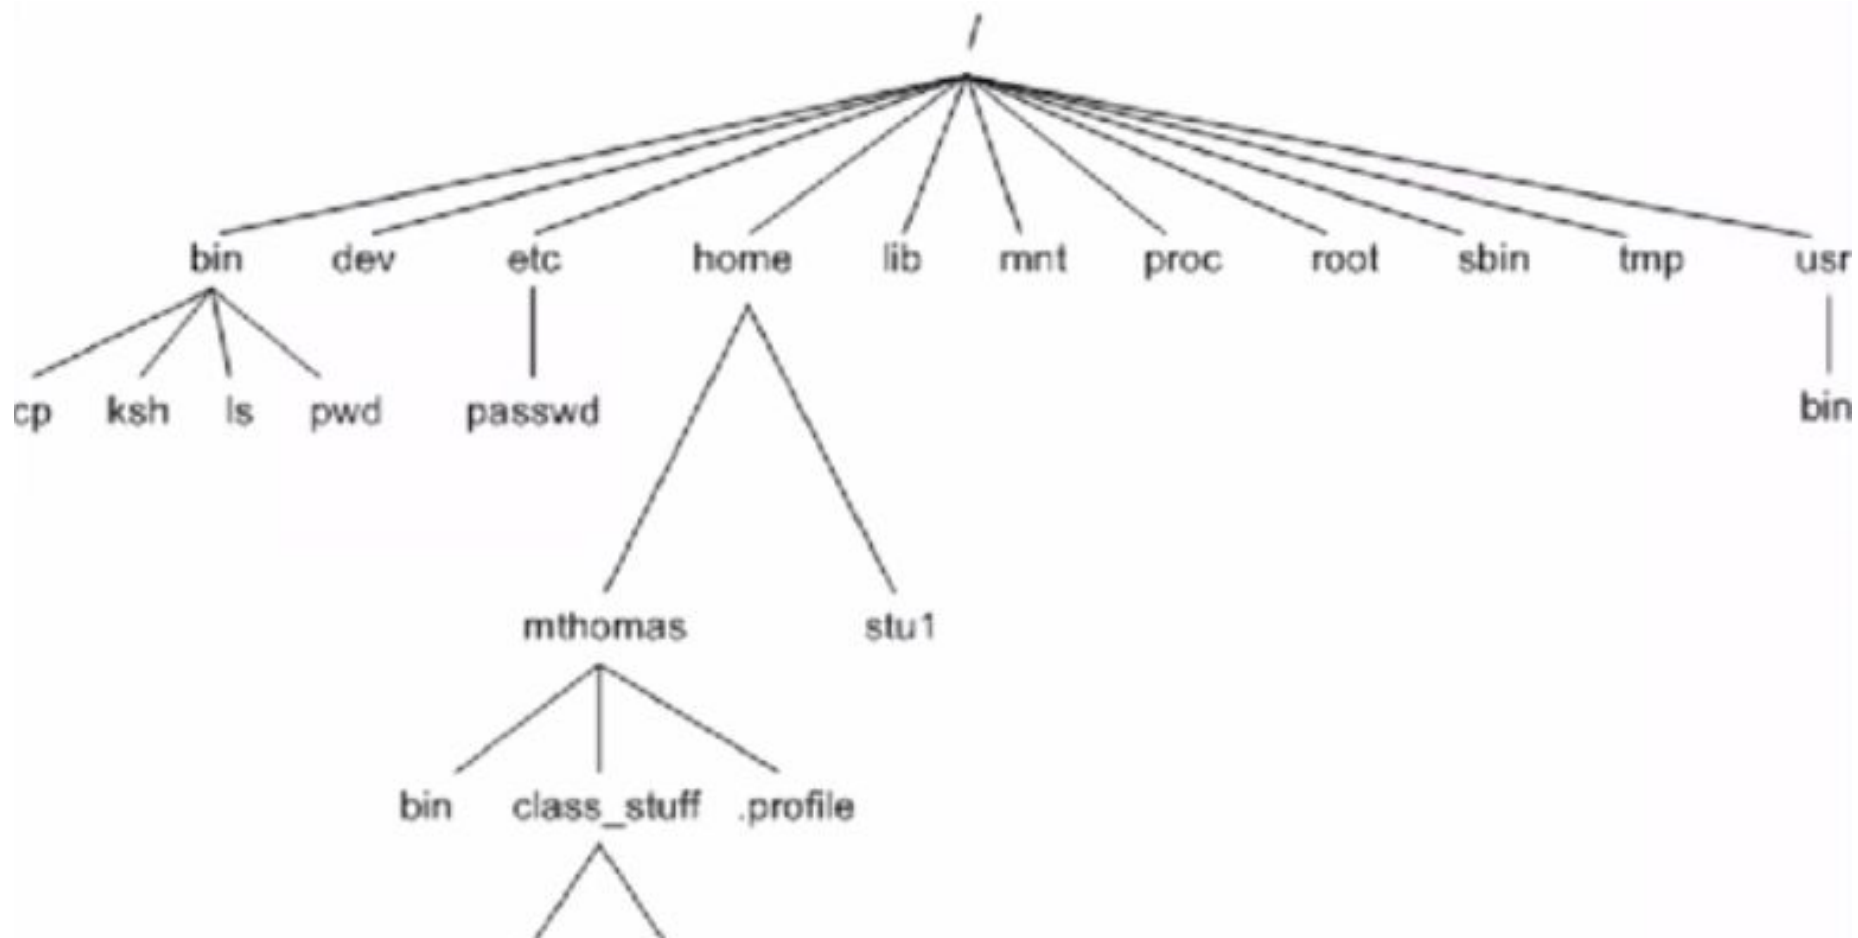 /
bin dev etc home lib mnt proc root sbin tmp usr
cp ksh ls pwd passwd bin
mthomas stu1
bin class_stuff .profile